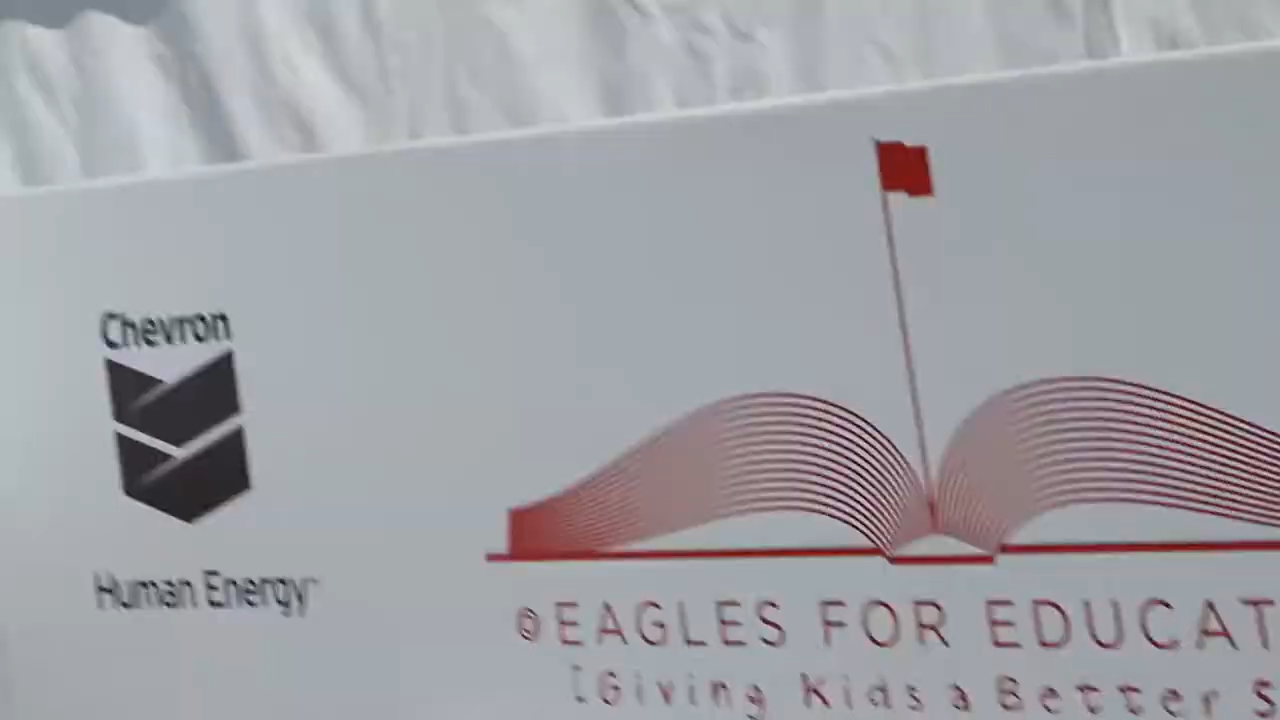 Chevron
Human Energy
EAGLES FOR EDUCAT
[Giving Kids a Better S